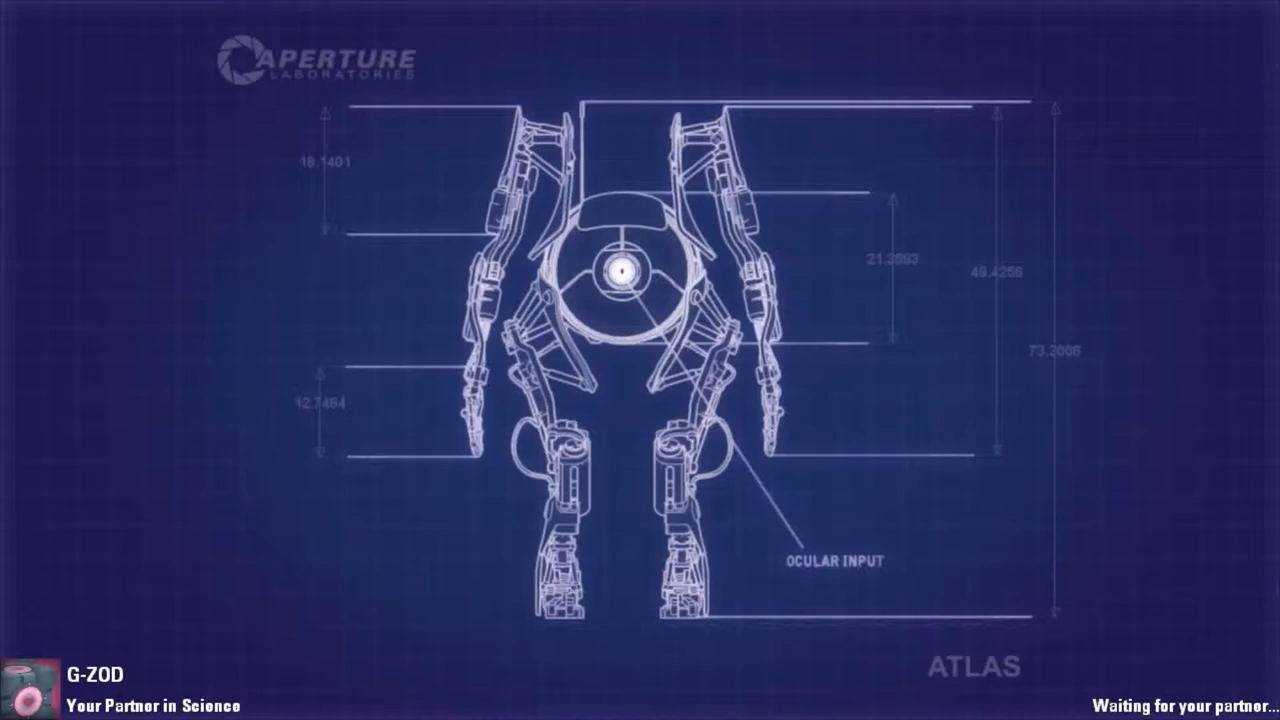 APERTURE
LABORATORIES
18.1401
21.3593
49.4256
73.3006
12.7464
OCULAR INPUT
ATLAS
G-ZOD
Your Partner in Science
Waiting for your partner...